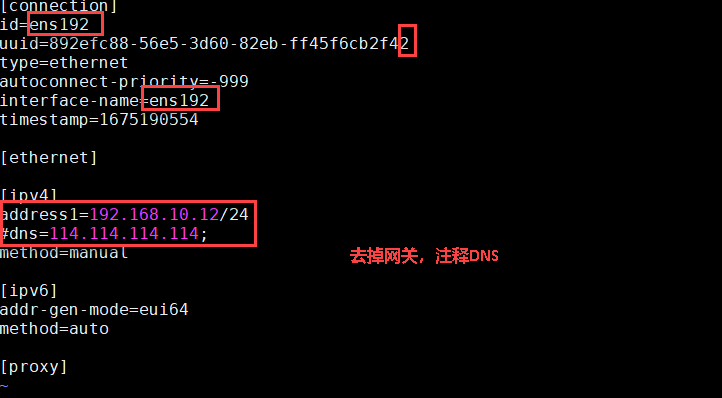 [connection]
id=ens192
uuid=892efc88-56e5-3d60-82eb-ff45f6cb2f42
type=ethernet
autoconnect-priority=-999
interface-name=ens192
timestamp=1675190554
[ethernet]
[ipv4]
address1=192.168.10.12/24
#dns=114.114.114.114;
method=manual
去掉网关，注释DNS
[ipv6]
addr-gen-mode=eui64
method=auto
[proxy]
~